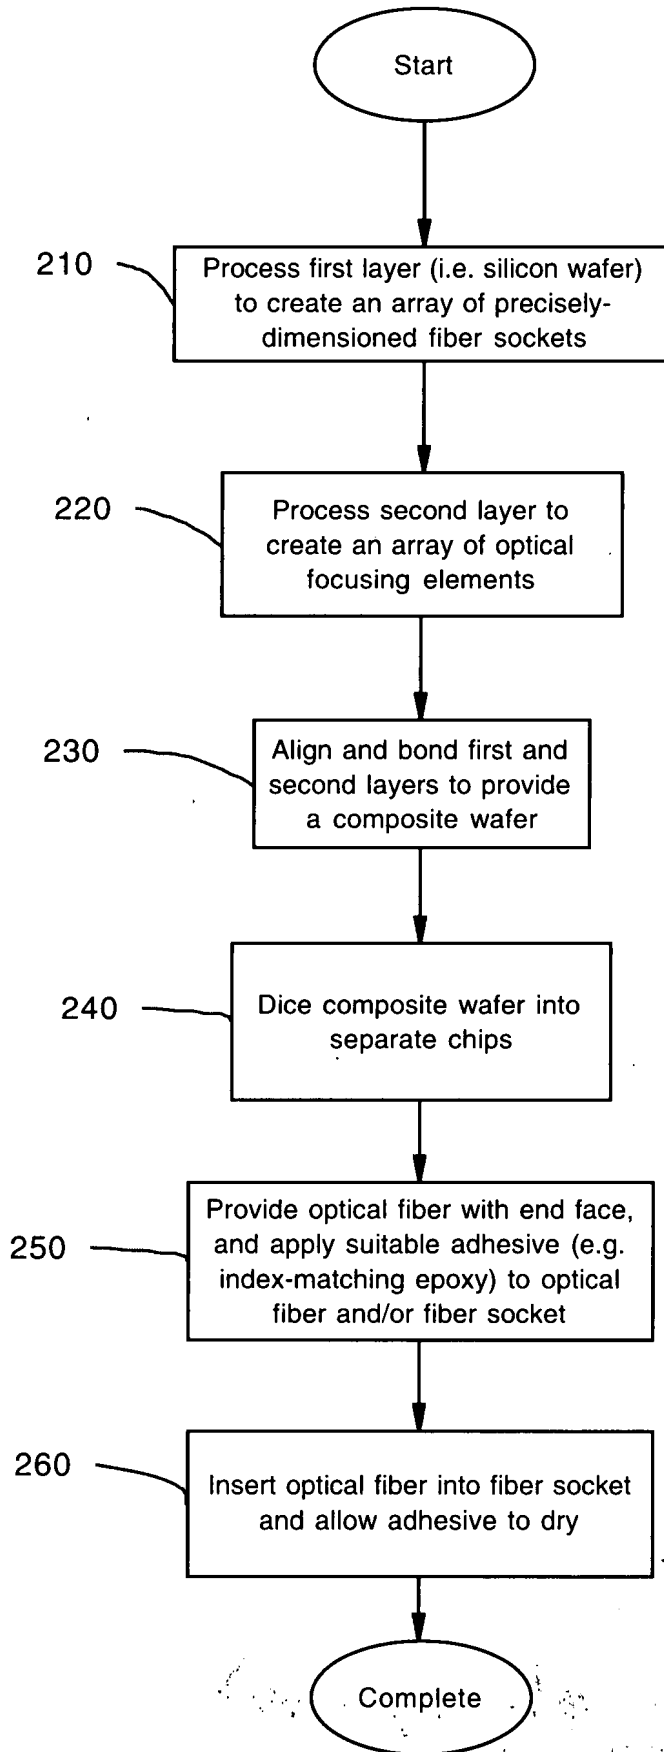 Start
210
Process first layer (i.e. silicon wafer)
to create an array of precisely-
dimensioned fiber sockets
220
Process second layer to
create an array of optical
focusing elements
230
Align and bond first and
second layers to provide
a composite wafer
240
Dice composite wafer into
separate chips
250
Provide optical fiber with end face,
and apply suitable adhesive (e.g.
index-matching epoxy) to optical
fiber and/or fiber socket
260
Insert optical fiber into fiber socket
and allow adhesive to dry
Complete